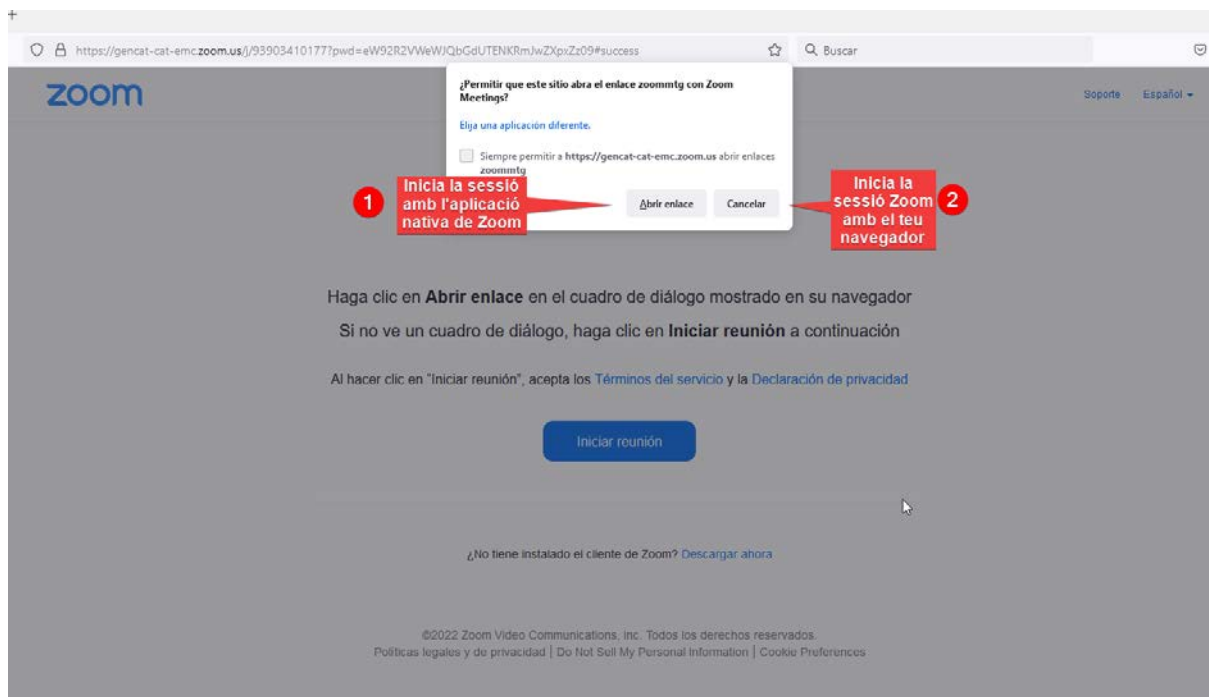 +
https://gencat-cat-emc.zoom.us/j/93903410177?pwd=eW92R2VWeWJQbGdUTENKRmJwZXpxZz09#success
Buscar
zoom
Soporte Español
¿Permitir que este sitio abra el enlace zoommtg con Zoom
Meetings?
Elija una aplicación diferente.
Siempre permitir a https://gencat-cat-emc.zoom.us abrir enlaces
zoommtg
1
Inicia la sessió
amb l'aplicació
nativa de Zoom
Abrir enlace
Cancelar
Inicia la
sessió Zoom
amb el teu
navegador
2
Haga clic en Abrir enlace en el cuadro de diálogo mostrado en su navegador
Si no ve un cuadro de diálogo, haga clic en Iniciar reunión a continuación
Al hacer clic en "Iniciar reunión", acepta los Términos del servicio y la Declaración de privacidad
Iniciar reunión
¿No tiene instalado el cliente de Zoom? Descargar ahora
©2022 Zoom Video Communications, Inc. Todos los derechos reservados.
Políticas legales y de privacidad | Do Not Sell My Personal Information | Cookie Preferences